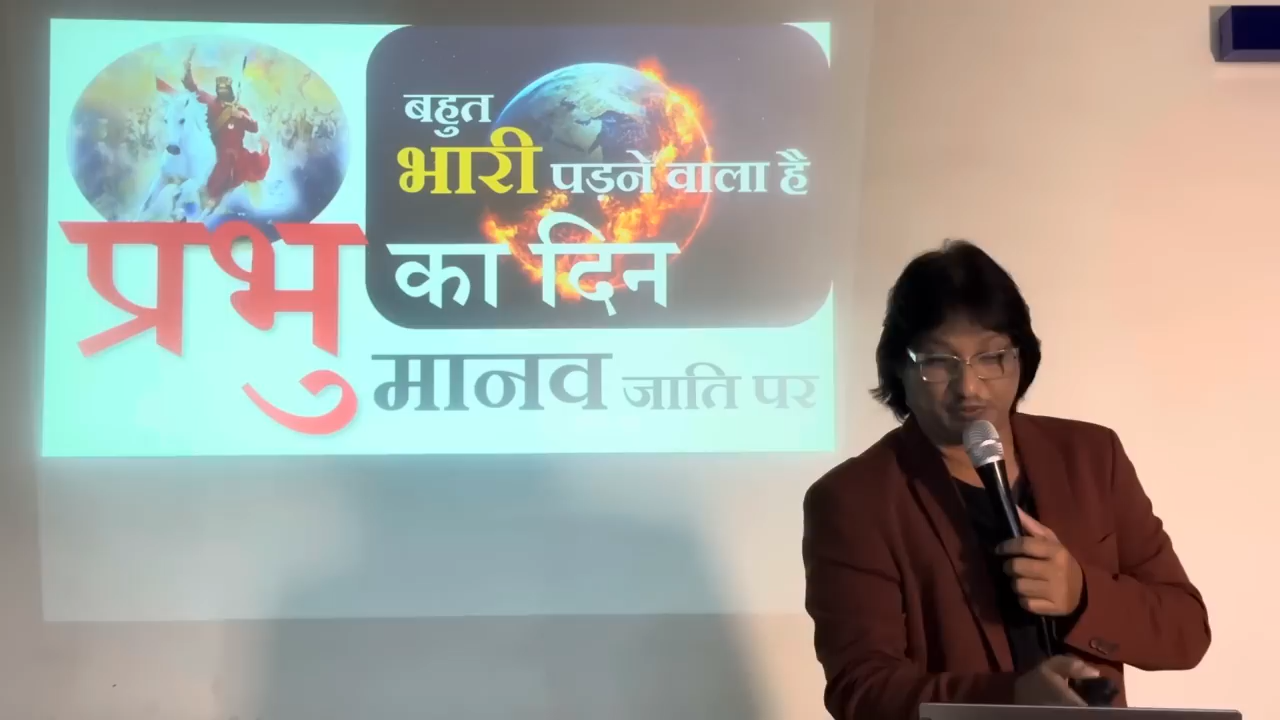 बहुत
भारी पड़ने वाला है
प्रभु का दिन
मानव जाति पर